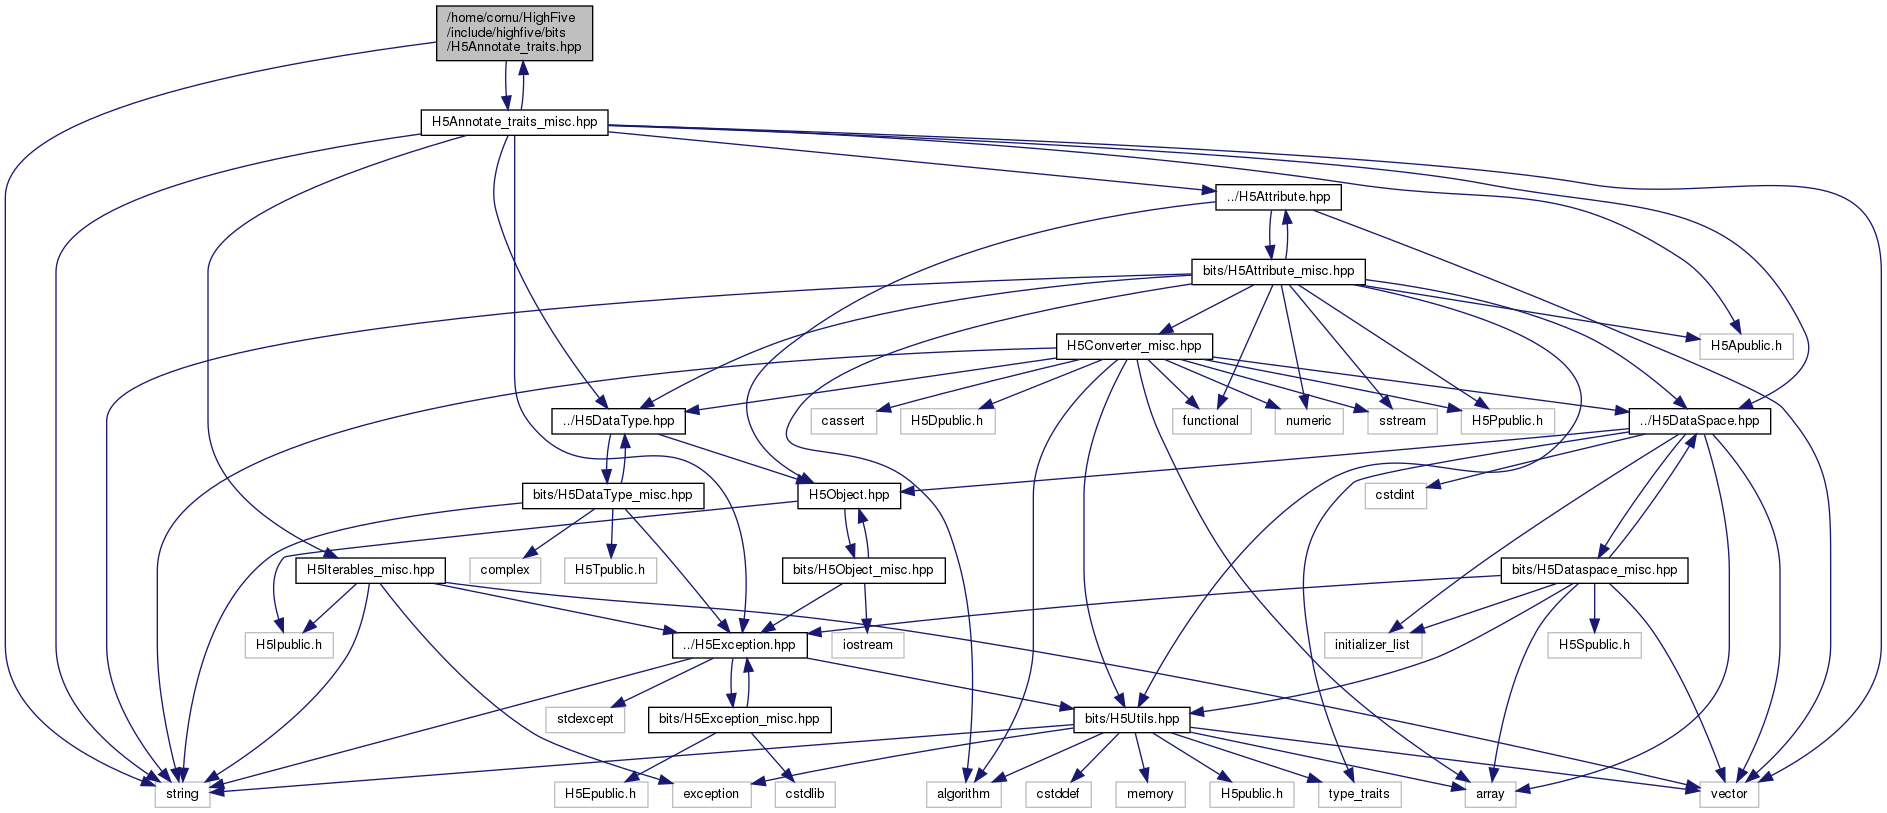 /home/cornu/HighFive
/include/highfive/bits
/H5Annotate_traits.hpp
H5Annotate_traits_misc.hpp
../H5Attribute.hpp
bits/H5Attribute_misc.hpp
H5Converter_misc.hpp
H5Apublic.h
../H5DataType.hpp
cassert
H5Dpublic.h
functional
numeric
sstream
H5Ppublic.h
../H5DataSpace.hpp
bits/H5DataType_misc.hpp
H5Object.hpp
cstdint
H5Iterables_misc.hpp
complex
H5Tpublic.h
bits/H5Object_misc.hpp
bits/H5Dataspace_misc.hpp
H5Ipublic.h
../H5Exception.hpp
iostream
initializer_list
H5Spublic.h
stdexcept
bits/H5Exception_misc.hpp
bits/H5Utils.hpp
string
H5Epublic.h
exception
cstdlib
algorithm
cstddef
memory
H5public.h
type_traits
array
vector